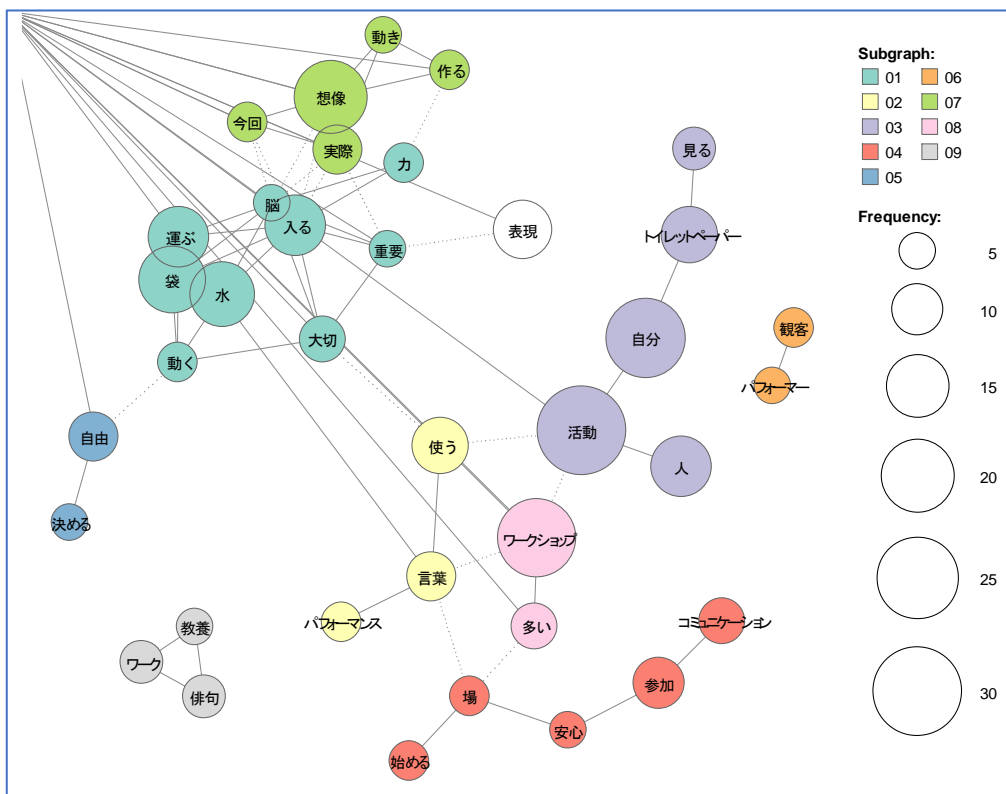 動き
作る
想像
今回
実際
力
脳
入る
運ぶ
重要
表現
袋
水
大切
動く
自由
決める
見る
トイレットペーパー
自分
観客
パフォーマー
活動
使う
人
ワークショップ
言葉
パフォーマンス
多い
コミュニケーション
教養
ワーク
俳句
場
参加
安心
始める
Subgraph:
01
02
03
04
05
06
07
08
09
Frequency:
5
10
15
20
25
30